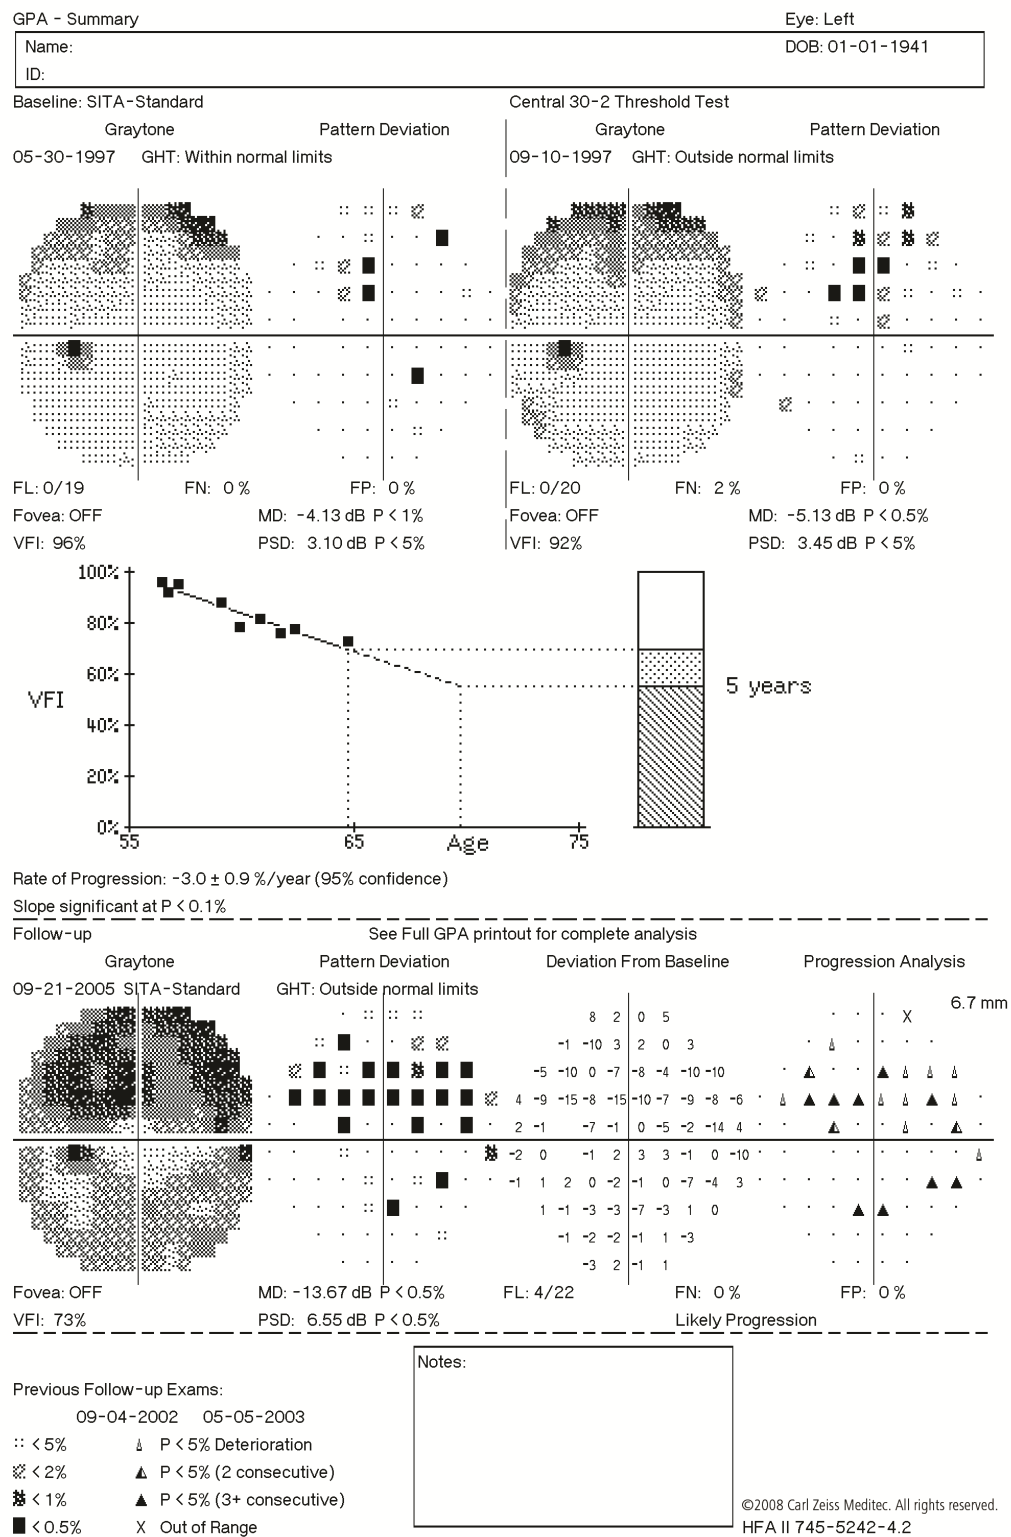 GPA - Summary Eye: Left
Name: DOB: 01-01-1941
ID:
Baseline: SITA-Standard Central 30-2 Threshold Test
Graytone Pattern Deviation Graytone Pattern Deviation
05-30-1997 GHT: Within normal limits 09-10-1997 GHT: Outside normal limits
FL: 0/19 FN: 0 % FP: 0 % FL: 0/20 FN: 2 % FP: 0 %
Fovea: OFF MD: -4.13 dB P < 1% Fovea: OFF MD: -5.13 dB P < 0.5%
VFI: 96% PSD: 3.10 dB P < 5% VFI: 92% PSD: 3.45 dB P < 5%
100%
80%
60%
VFI 5 years
40%
20%
0%
55 65 Age 75
Rate of Progression: -3.0 ± 0.9 %/year (95% confidence)
Slope significant at P < 0.1%
Follow-up See Full GPA printout for complete analysis
Graytone Pattern Deviation Deviation From Baseline Progression Analysis
09-21-2005 SITA-Standard GHT: Outside normal limits 6.7 mm
8 2 0 5 X
-1 -10 3 2 0 3
-5 -10 0 -7 -8 -4 -10 -10
4 -9 -15 -8 -15 -10 -7 -9 -8 -6
2 -1 -7 -1 0 -5 -2 -14 4
-2 0 -1 2 3 3 -1 0 -10
-1 1 2 0 -2 -1 0 -7 -4 3
1 -1 -3 -3 -7 -3 1 0
-1 -2 -2 -1 1 -3
-3 2 -1 1
Fovea: OFF MD: -13.67 dB P < 0.5% FL: 4/22 FN: 0 % FP: 0 %
VFI: 73% PSD: 6.55 dB P < 0.5% Likely Progression
Notes:
Previous Follow-up Exams:
09-04-2002 05-05-2003
< 5% P < 5% Deterioration
< 2% P < 5% (2 consecutive)
< 1% P < 5% (3+ consecutive)
< 0.5% X Out of Range
©2008 Carl Zeiss Meditec. All rights reserved.
HFA II 745-5242-4.2